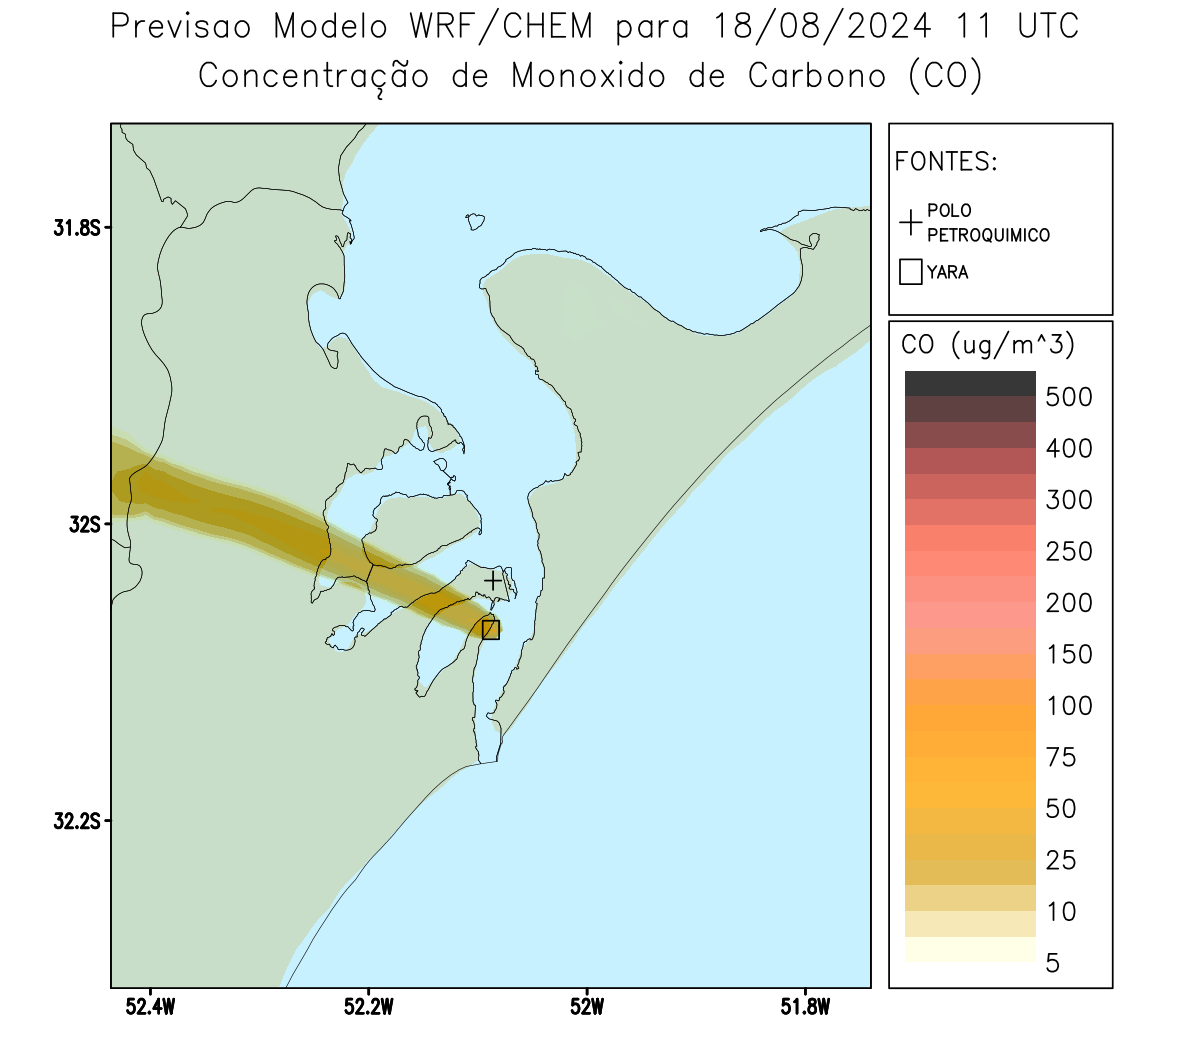 Previsao Modelo WRF/CHEM para 18/08/2024 11 UTC
Concentração de Monoxido de Carbono (CO)
FONTES:
POLO
PETROQUIMICO
YARA
CO (ug/m^3)
500
400
300
250
200
150
100
75
50
25
10
5
31.8S
32S
32.2S
52.4W
52.2W
52W
51.8W